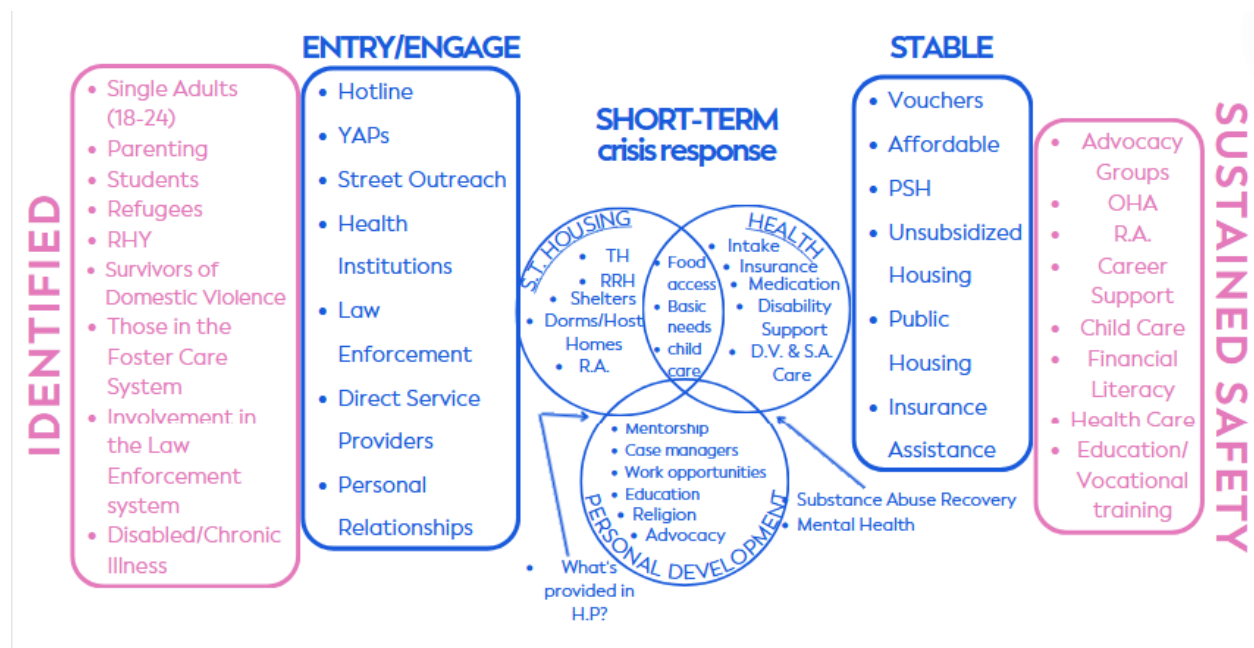 IDENTIFIED
• Single Adults
(18-24)
• Parenting
• Students
• Refugees
• RHY
• Survivors of
Domestic Violence
• Those in the
Foster Care
System
• Involvement in
the Law
Enforcement
system
• Disabled/Chronic
Illness
ENTRY/ENGAGE
• Hotline
• YAPs
• Street Outreach
• Health
Institutions
• Law
Enforcement
• Direct Service
Providers
• Personal
Relationships
SHORT-TERM
crisis response
S.T. HOUSING
• TH
• RRH
• Shelters
• Dorms/Host
Homes
• R.A.
• Food
access
• Basic
needs
• child
care
HEALTH
• Intake
• Insurance
• Medication
• Disability
Support
• D.V. & S.A.
Care
• Mentorship
• Case managers
• Work opportunities
• Education
• Religion
• Advocacy
PERSONAL DEVELOPMENT
• What's
provided in
H.P?
• Substance Abuse Recovery
• Mental Health
STABLE
• Vouchers
• Affordable
• PSH
• Unsubsidized
Housing
• Public
Housing
• Insurance
Assistance
• Advocacy
Groups
• OHA
• R.A.
• Career
Support
• Child Care
• Financial
Literacy
• Health Care
• Education/
Vocational
training
SUSTAINED SAFETY